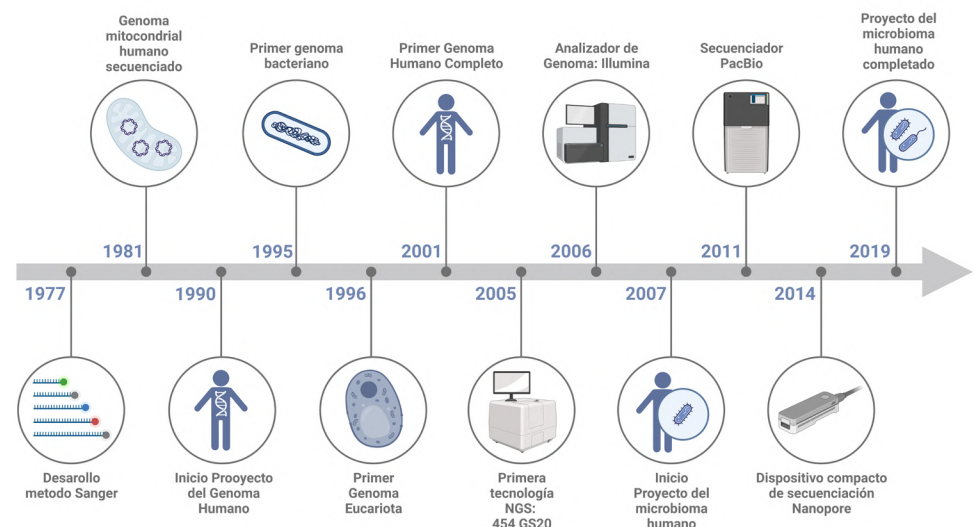 Genoma
mitocondrial
humano
secuenciado
Primer genoma
bacteriano
Primer Genoma
Humano Completo
Analizador de
Genoma: Illumina
Secuenciador
PacBio
Proyecto del
microbioma
humano
completado
1981
1995
2001
2006
2011
2019
1977
1990
1996
2005
2007
2014
Desarollo
metodo Sanger
Inicio Prooyecto
del Genoma
Humano
Primer
Genoma
Eucariota
Primera
tecnología
NGS:
454 GS20
Inicio
Proyecto del
microbioma
humano
Dispositivo compacto
de secuenciación
Nanopore